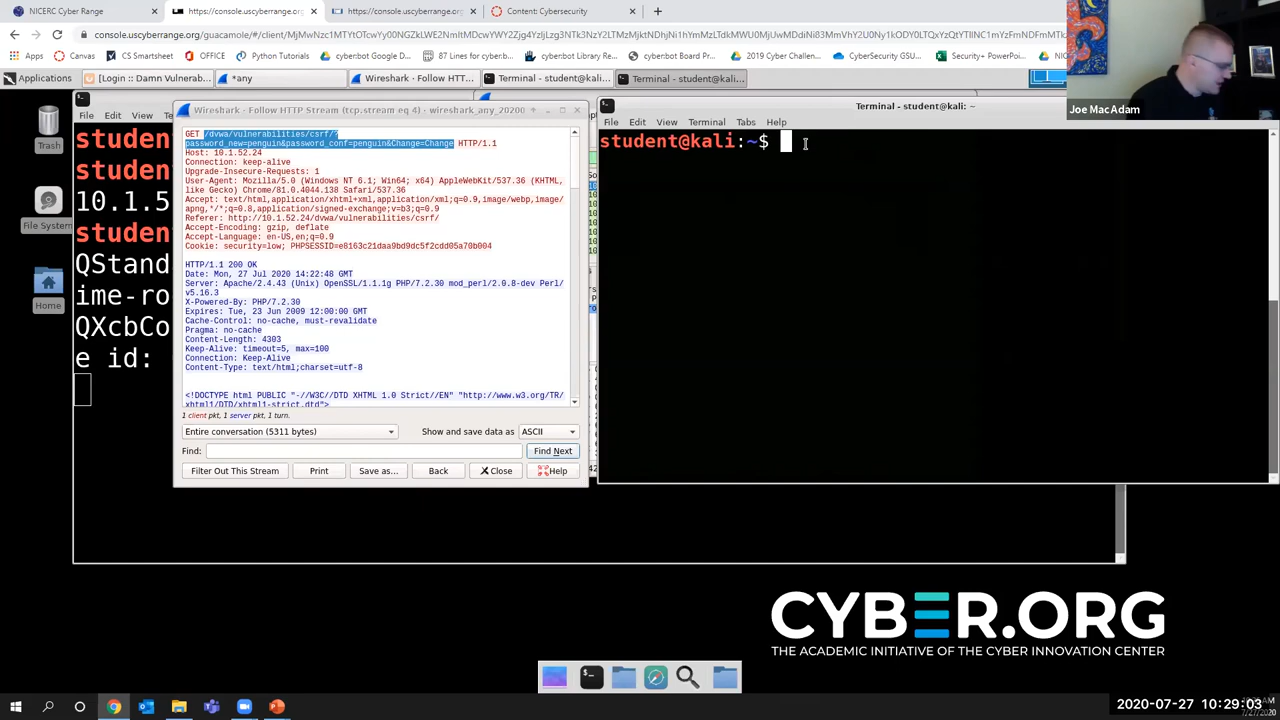 NICERC Cyber Range
https://console.uscyberrange.org/g
https://console.uscyberrange.org/
Content: Cybersecurity
Apps
Canvas
CS Smartsheet
OFFICE
Python Tutorials
87 Lines for cyber b...
cyberbot Library Re...
cyberbot Board Pro...
2019 Cyber Challen...
CyberSecurity GSU...
Security+ PowerPoi...
Joe MacAdam
Applications
[Login :: Damn Vulnerab...
*any
Wireshark · Follow HTT...
Terminal - student@kali...
Terminal - student@kali...
Trash
File System
Home
File Edit View
studen
studen
10.1.5
studen
QStand
ime-ro
QXcbCo
e id:
Wireshark · Follow HTTP Stream (tcp.stream eq 4) · wireshark_any_20200
GET /dvwa/vulnerabilities/csrf/?
password_new=penguin&password_conf=penguin&Change=Change HTTP/1.1
Host: 10.1.52.24
Connection: keep-alive
Upgrade-Insecure-Requests: 1
User-Agent: Mozilla/5.0 (Windows NT 6.1; Win64; x64) AppleWebKit/537.36 (KHTML,
like Gecko) Chrome/81.0.4044.138 Safari/537.36
Accept: text/html,application/xhtml+xml,application/xml;q=0.9,image/webp,image/
apng,*/*;q=0.8,application/signed-exchange;v=b3;q=0.9
Referer: http://10.1.52.24/dvwa/vulnerabilities/csrf/
Accept-Encoding: gzip, deflate
Accept-Language: en-US,en;q=0.9
Cookie: security=low; PHPSESSID=e8163c21daa9bd9dc5f2cdd05a70b004
HTTP/1.1 200 OK
Date: Mon, 27 Jul 2020 14:22:48 GMT
Server: Apache/2.4.43 (Unix) OpenSSL/1.1.1g PHP/7.2.30 mod_perl/2.0.8-dev Perl/
v5.16.3
X-Powered-By: PHP/7.2.30
Expires: Tue, 23 Jun 2009 12:00:00 GMT
Cache-Control: no-cache, must-revalidate
Pragma: no-cache
Content-Length: 4303
Keep-Alive: timeout=5, max=100
Connection: Keep-Alive
Content-Type: text/html;charset=utf-8
<!DOCTYPE html PUBLIC "-//W3C//DTD XHTML 1.0 Strict//EN" "http://www.w3.org/TR/
xhtml1/DTD/xhtml1-strict.dtd">
1 client pkt, 1 server pkt, 1 turn.
Entire conversation (5311 bytes)
Show and save data as ASCII
Find:
Find Next
Filter Out This Stream
Print
Save as...
Back
Close
Help
Terminal - student@kali: ~
File Edit View Terminal Tabs Help
student@kali:~$
CYBER.ORG
THE ACADEMIC INITIATIVE OF THE CYBER INNOVATION CENTER
2020-07-27 10:29:03